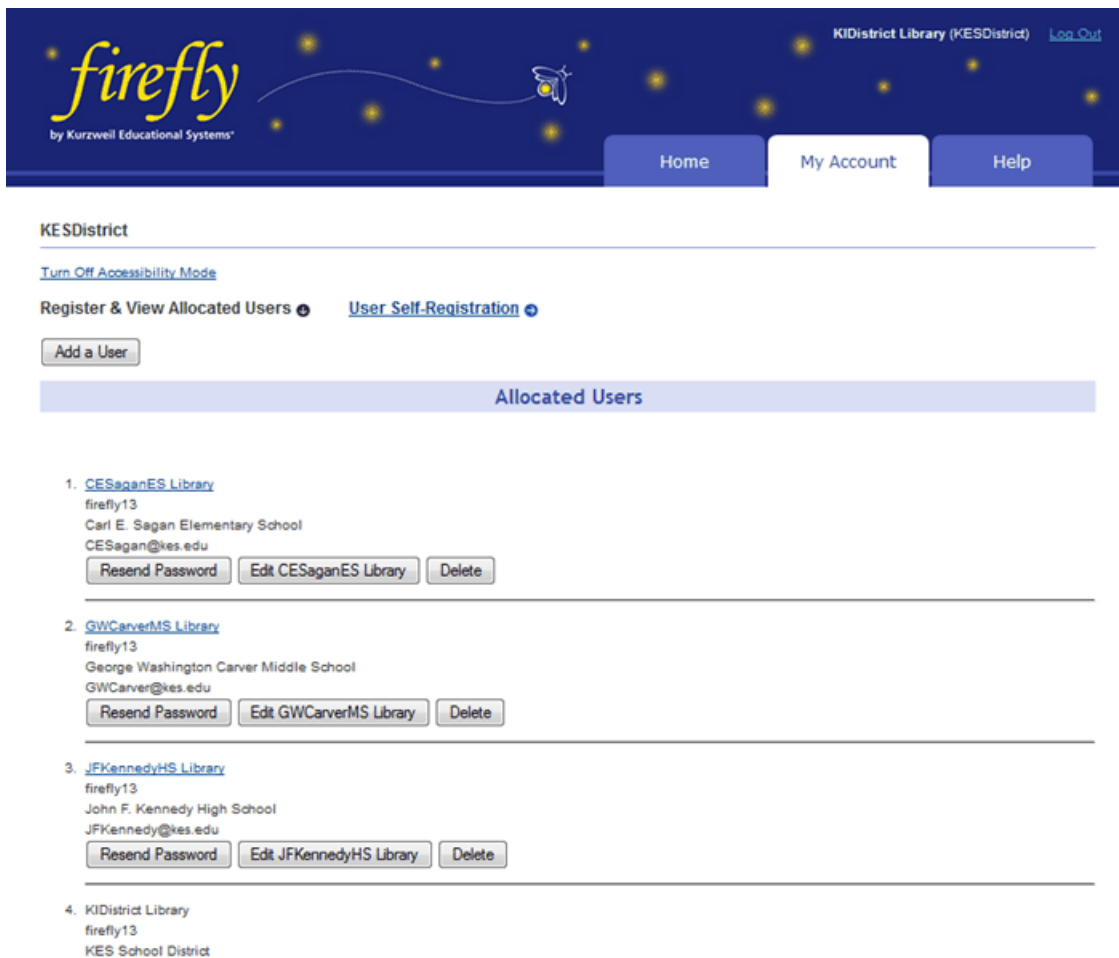 KIDistrict Library (KESDistrict) Log Out
firefly
by Kurzweil Educational Systems®
Home My Account Help
KESDistrict
Turn Off Accessibility Mode
Register & View Allocated Users User Self-Registration
Add a User
Allocated Users
1. CESaganES Library
firefly13
Carl E. Sagan Elementary School
CESagan@kes.edu
Resend Password Edit CESaganES Library Delete
2. GWCarverMS Library
firefly13
George Washington Carver Middle School
GWCarver@kes.edu
Resend Password Edit GWCarverMS Library Delete
3. JFKennedyHS Library
firefly13
John F. Kennedy High School
JFKennedy@kes.edu
Resend Password Edit JFKennedyHS Library Delete
4. KIDistrict Library
firefly13
KES School District